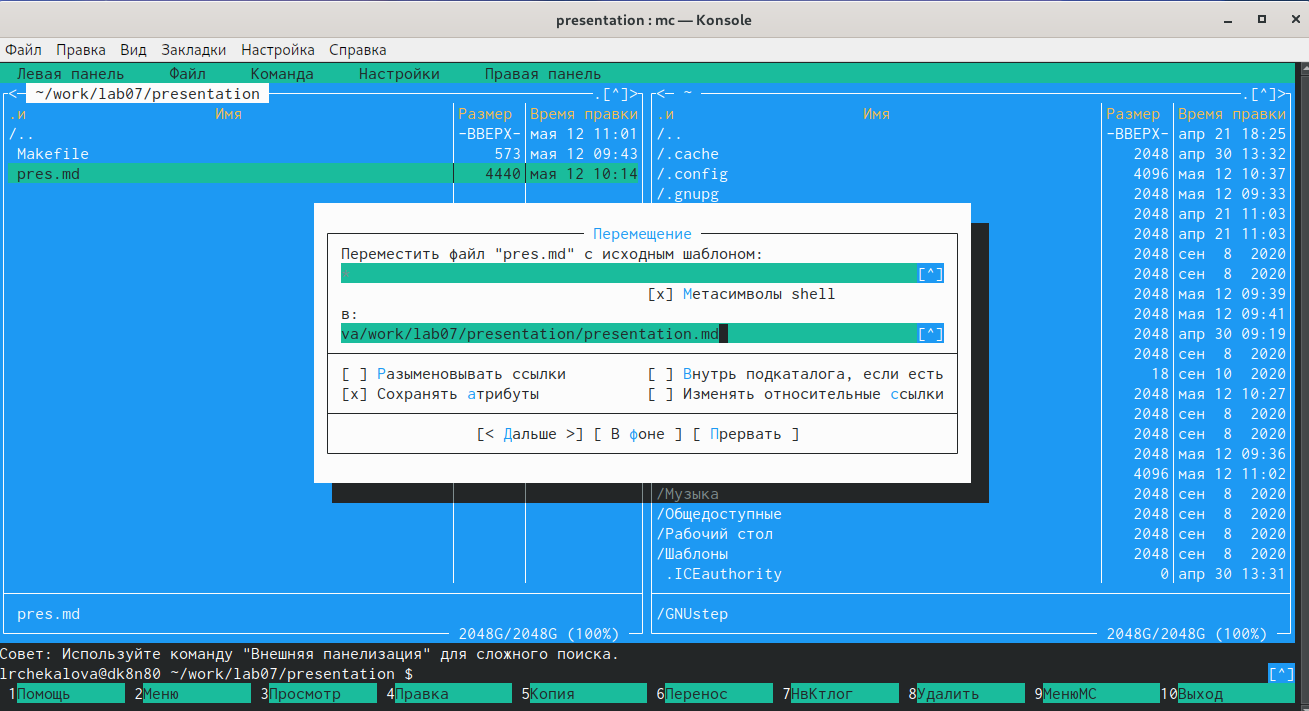 presentation : mc — Konsole
Файл Правка Вид Закладки Настройка Справка
Левая панель Файл Команда Настройки Правая панель
<─ ~/work/lab07/presentation .[^]>
.и Имя Размер Время правки
/.. -ВВЕРХ- мая 12 11:01
Makefile 573 мая 12 09:43
pres.md 4440 мая 12 10:14
<─ ~ .[^]>
.и Имя Размер Время правки
/.. -ВВЕРХ- апр 21 18:25
/.cache 2048 апр 30 13:32
/.config 4096 мая 12 10:37
/.gnupg 2048 мая 12 09:33
2048 апр 21 11:03
2048 апр 21 11:03
2048 сен 8 2020
2048 сен 8 2020
2048 мая 12 09:39
2048 мая 12 09:41
2048 апр 30 09:19
2048 сен 8 2020
18 сен 10 2020
2048 мая 12 10:27
2048 сен 8 2020
2048 сен 8 2020
2048 мая 12 09:36
4096 мая 12 11:02
/Музыка 2048 сен 8 2020
/Общедоступные 2048 сен 8 2020
/Рабочий стол 2048 сен 8 2020
/Шаблоны 2048 сен 8 2020
.ICEauthority 0 апр 30 13:31
Перемещение
Переместить файл "pres.md" с исходным шаблоном:
[^]
[x] Метасимволы shell
в:
va/work/lab07/presentation/presentation.md [^]
[ ] Разыменовывать ссылки [ ] Внутрь подкаталога, если есть
[x] Сохранять атрибуты [ ] Изменять относительные ссылки
[< Дальше >] [ В фоне ] [ Прервать ]
pres.md
2048G/2048G (100%)
/GNUstep
2048G/2048G (100%)
Совет: Используйте команду "Внешняя панелизация" для сложного поиска.
lrchekalova@dk8n80 ~/work/lab07/presentation $ [^]
1Помощь 2Меню 3Просмотр 4Правка 5Копия 6Перенос 7НвКтлог 8Удалить 9МенюMC 10Выход